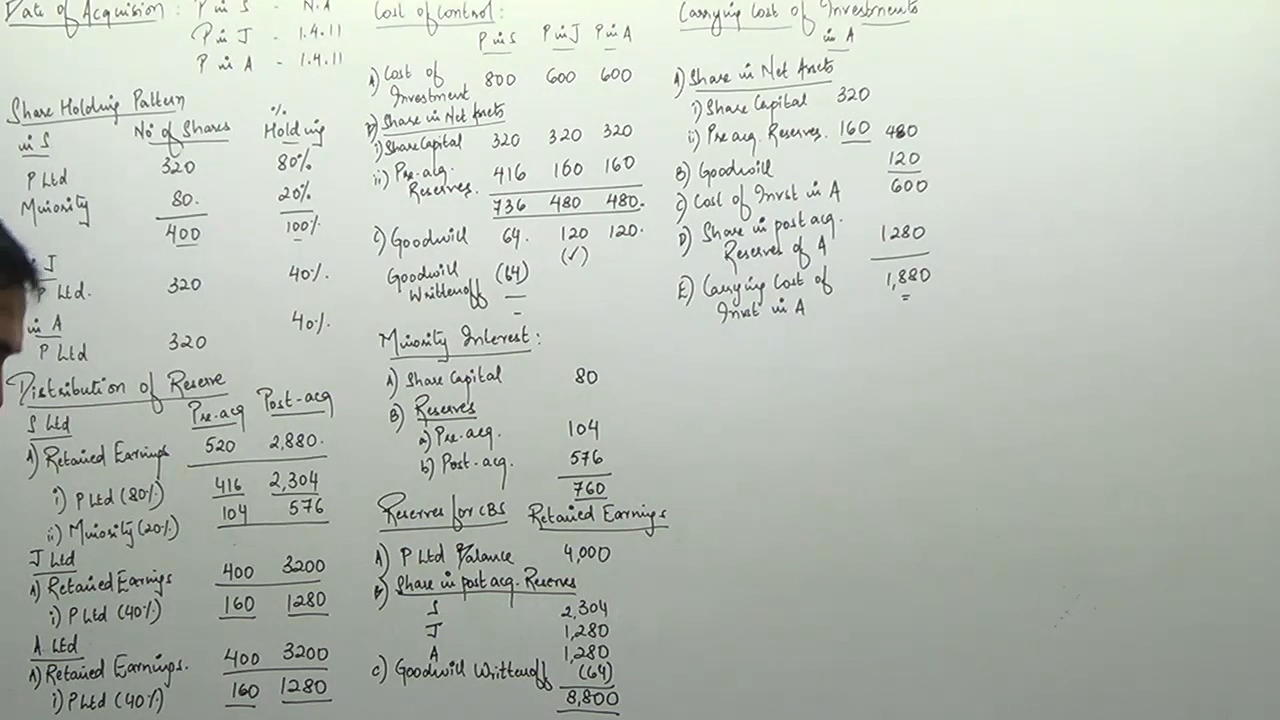 Date of Acquision : P in S - N.A
P in J - 1.4.11
P in A - 1.4.11
Share Holding Pattern
in S No of Shares % Holding
P Ltd 320 80%
Minority 80. 20%
400 100%
J
P Ltd. 320 40%
in A
P Ltd 320 40%
Distribution of Reserve
S Ltd Pre-acq Post-acq
A) Retained Earnings 520 2,880.
i) P Ltd (80%) 416 2,304
ii) Minority (20%) 104 576
J Ltd
A) Retained Earnings 400 3200
i) P Ltd (40%) 160 1280
A Ltd
A) Retained Earnings. 400 3200
i) P Ltd (40%) 160 1280
Cost of Control :
P in S P in J P in A
A) Cost of Investment 800 600 600
B) Share in Net Assets
i) Share Capital 320 320 320
ii) Pre-acq. Reserves. 416 160 160
736 480 480.
C) Goodwill 64. 120 120.
(✓)
Goodwill Writtenoff (64)
-
Minority Interest :
A) Share Capital 80
B) Reserves
a) Pre-acq. 104
b) Post-acq. 576
760
Reserves for CBS Retained Earnings
A) P Ltd Balance 4,000
B) Share in post acq. Reserves
S 2,304
J 1,280
A 1,280
C) Goodwill Writtenoff (64)
8,800
Carrying Cost of Investments
in A
A) Share in Net Assets
i) Share Capital 320
ii) Pre acq. Reserves. 160 480
B) Goodwill 120
C) Cost of Invst in A 600
D) Share in post acq.
Reserves of A 1280
E) Carrying Cost of 1,880
Invst in A